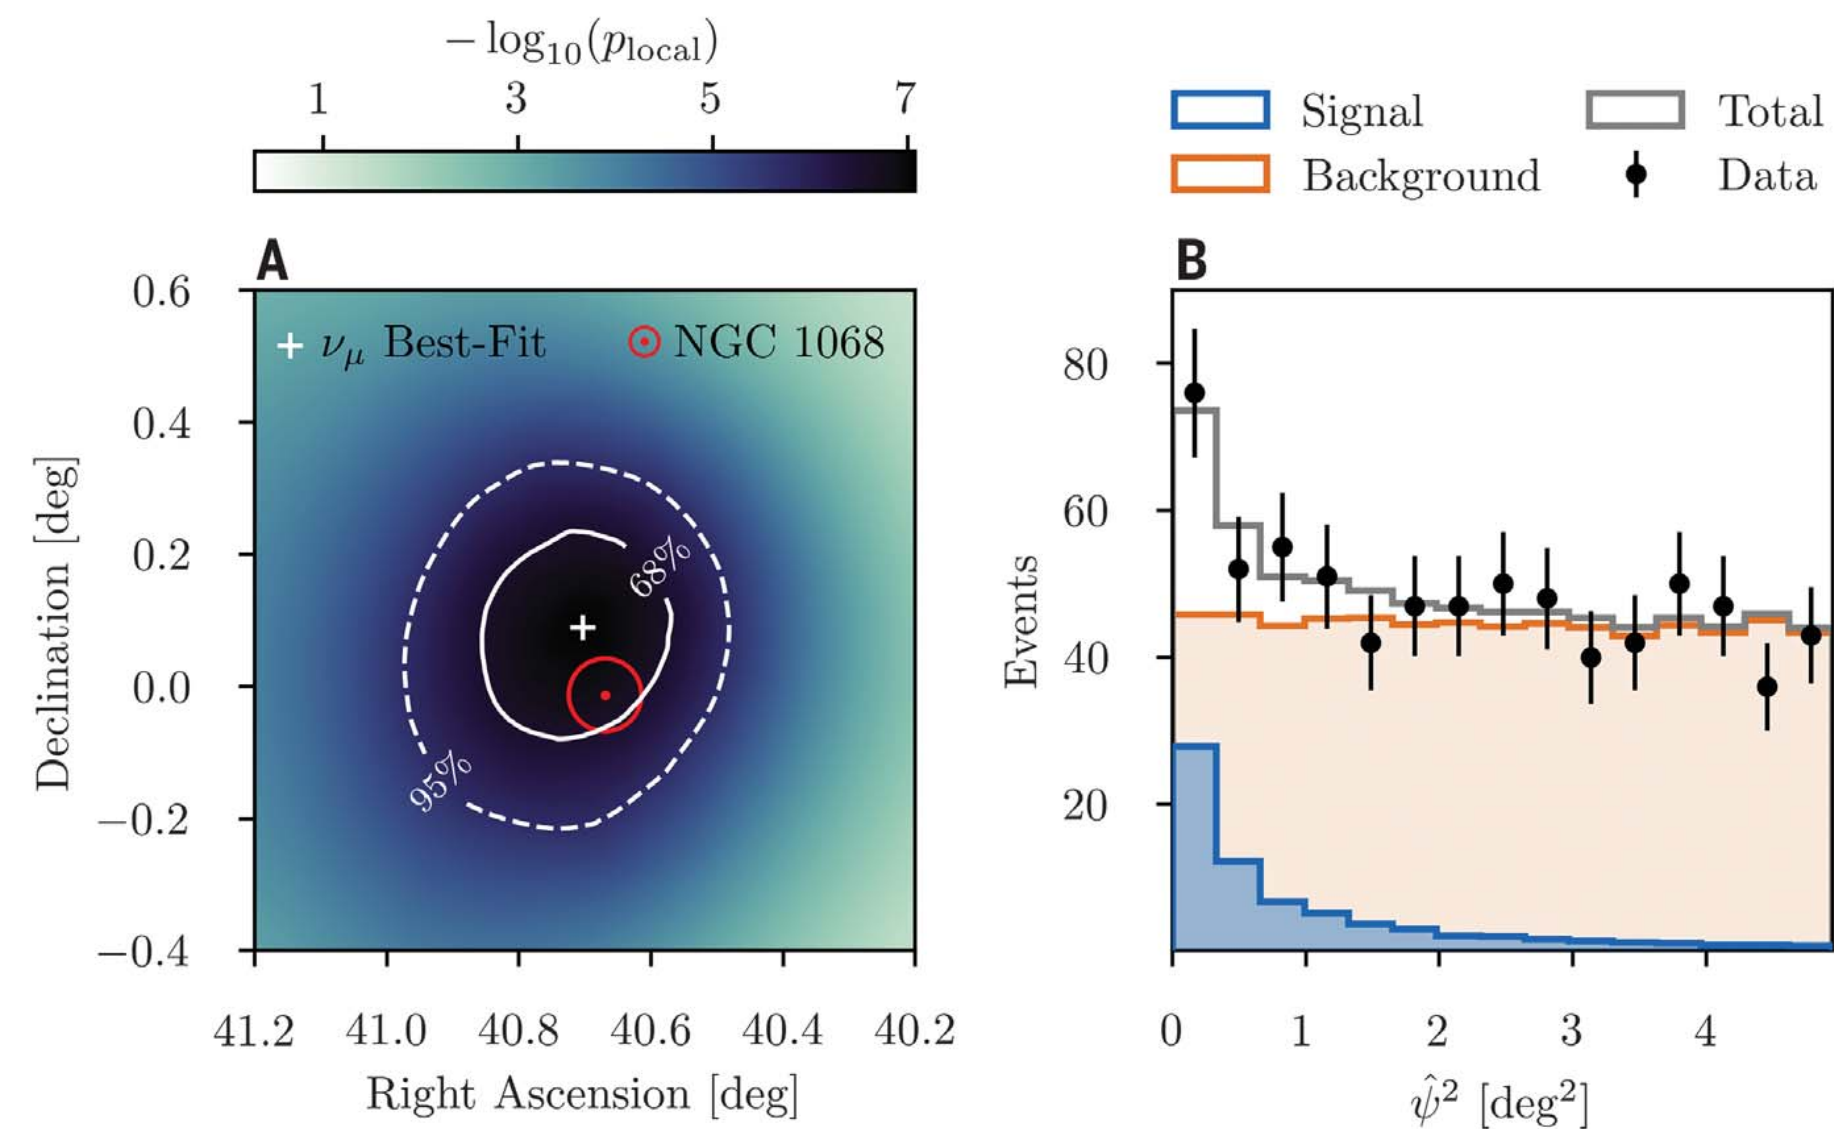 − log₁₀(p_local)
1 3 5 7
A
0.6
0.4
0.2
0.0
−0.2
−0.4
Declination [deg]
ν_μ Best-Fit
NGC 1068
68%
95%
41.2 41.0 40.8 40.6 40.4 40.2
Right Ascension [deg]
Signal
Total
Background
Data
B
80
60
40
20
Events
0 1 2 3 4
ψ̂² [deg²]